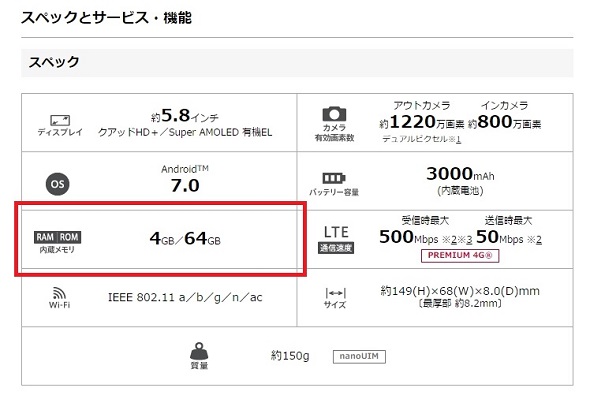 スペックとサービス・機能
スペック
ディスプレイ
約5.8インチ
クアッドHD+／Super AMOLED 有機EL
カメラ
有効画素数
アウトカメラ インカメラ
約1220万画素 約800万画素
デュアルピクセル※1
OS
Android™
7.0
バッテリー容量
3000mAh
(内蔵電池)
RAM ROM
内蔵メモリ
4GB／64GB
LTE
通信速度
受信時最大 送信時最大
500Mbps ※2※3 50Mbps ※2
PREMIUM 4G®
Wi-Fi
IEEE 802.11 a／b／g／n／ac
サイズ
約149(H)×68(W)×8.0(D)mm
〔最厚部 約8.2mm〕
質量
約150g
nanoUIM